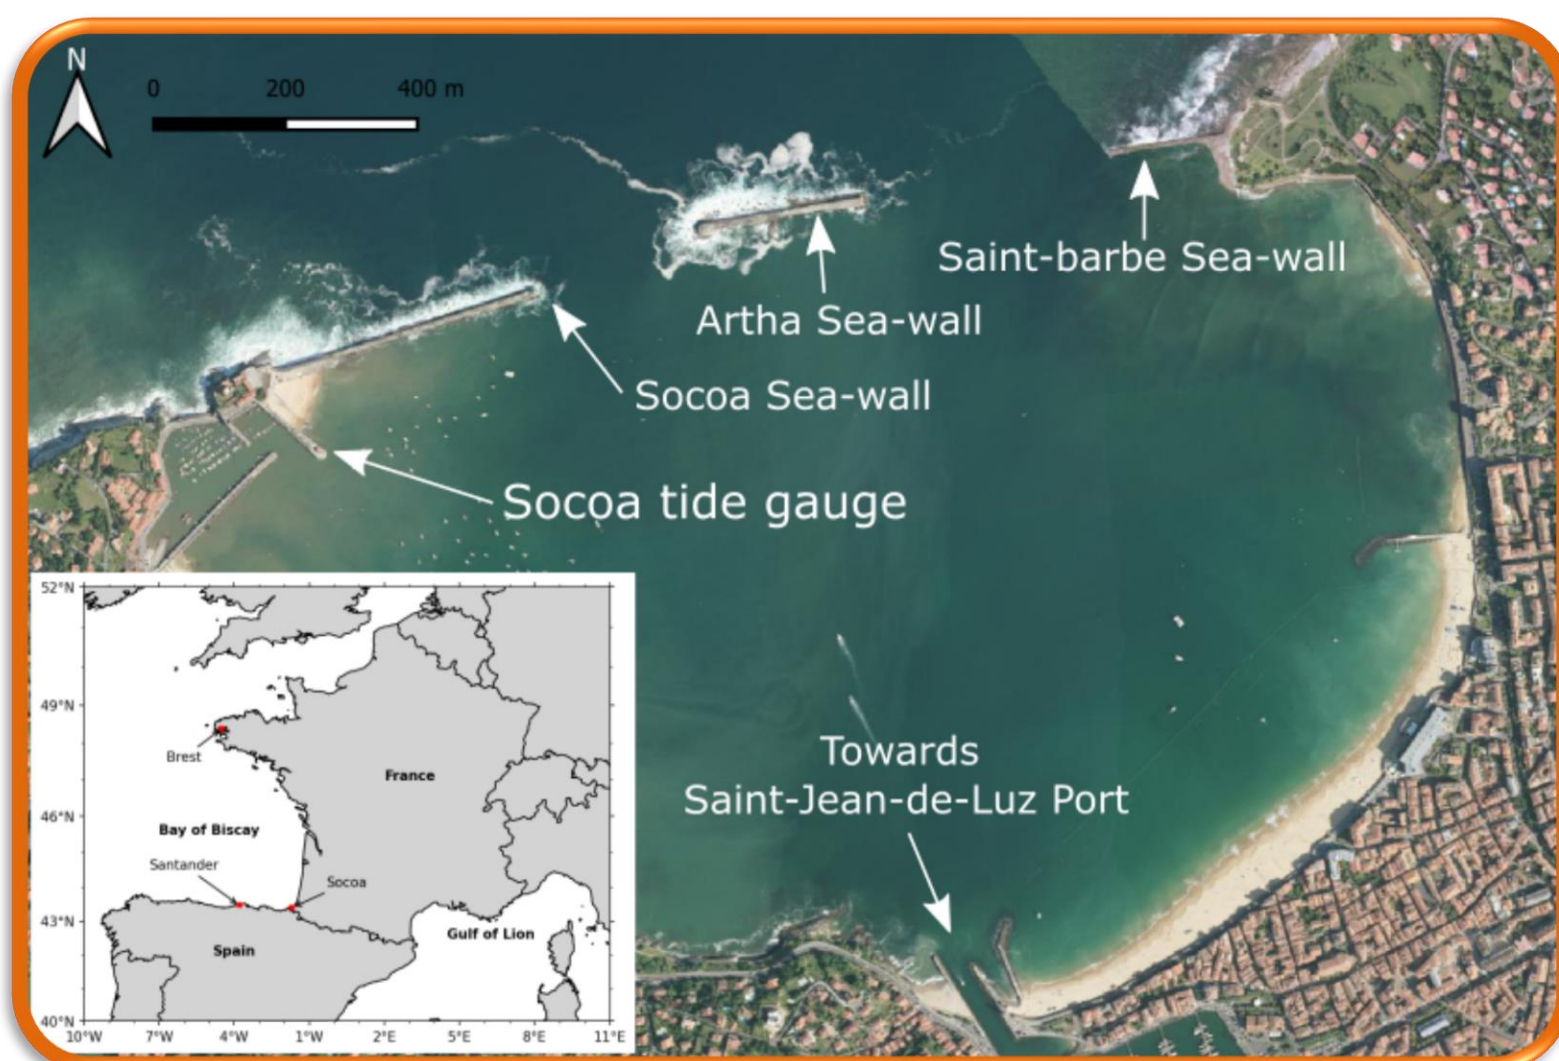 N
0 200 400 m
Saint-barbe Sea-wall
Artha Sea-wall
Socoa Sea-wall
Socoa tide gauge
Towards
Saint-Jean-de-Luz Port
52°N
49°N
Brest
France
46°N
Bay of Biscay
Santander
Socoa
43°N
Gulf of Lion
Spain
40°N
10°W 7°W 4°W 1°W 2°E 5°E 8°E 11°E